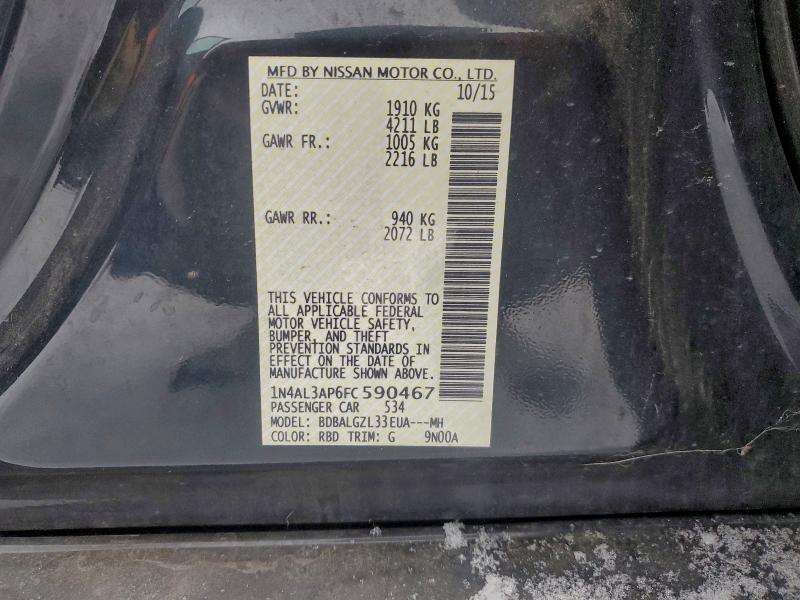 MFD BY NISSAN MOTOR CO., LTD.
DATE: 10/15
GVWR: 1910 KG
4211 LB
GAWR FR.: 1005 KG
2216 LB
GAWR RR.: 940 KG
2072 LB
THIS VEHICLE CONFORMS TO
ALL APPLICABLE FEDERAL
MOTOR VEHICLE SAFETY,
BUMPER, AND THEFT
PREVENTION STANDARDS IN
EFFECT ON THE DATE OF
MANUFACTURE SHOWN ABOVE.
1N4AL3AP6FC590467
PASSENGER CAR 534
MODEL: BDBALGZL33EUA---MH
COLOR: RBD TRIM: G 9N00A